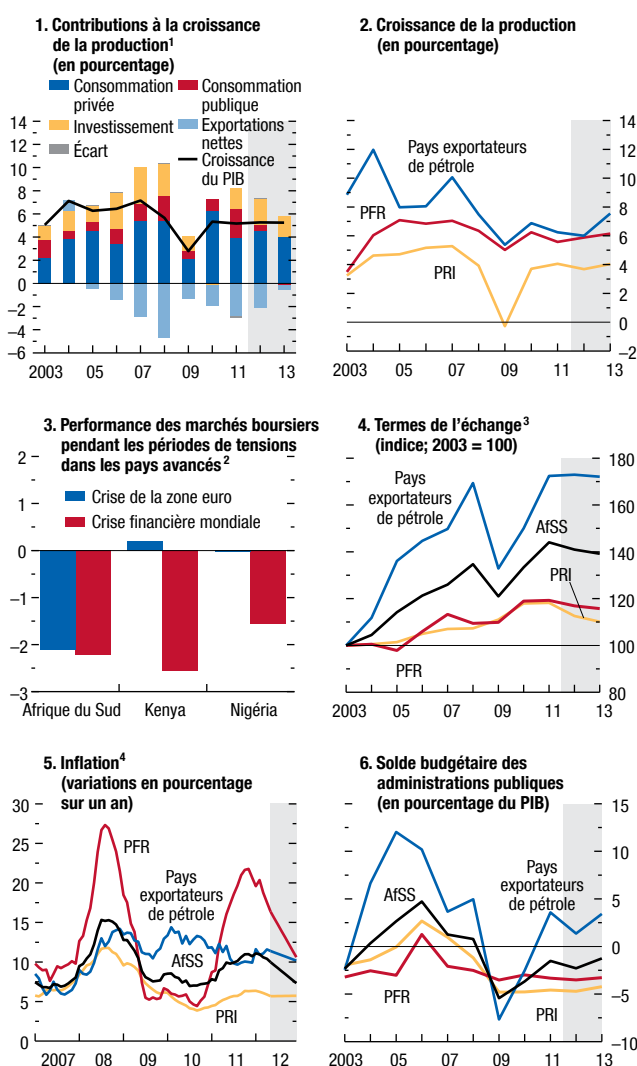 1. Contributions à la croissance
de la production¹
(en pourcentage)
Consommation
privée
Consommation
publique
Investissement
Exportations
nettes
Écart
Croissance
du PIB
14
12
10
8
6
4
2
0
–2
–4
–6
2003 05 07 09 11 13
2. Croissance de la production
(en pourcentage)
Pays exportateurs
de pétrole
PFR
PRI
14
12
10
8
6
4
2
0
–2
2003 05 07 09 11 13
3. Performance des marchés boursiers
pendant les périodes de tensions
dans les pays avancés²
Crise de la zone euro
Crise financière mondiale
2
1
0
–1
–2
–3
Afrique du Sud Kenya Nigéria
4. Termes de l’échange³
(indice; 2003 = 100)
Pays
exportateurs
de pétrole
AfSS
PRI
PFR
180
160
140
120
100
80
2003 05 07 09 11 13
5. Inflation⁴
(variations en pourcentage
sur un an)
PFR
Pays
exportateurs
de pétrole
AfSS
PRI
30
25
20
15
10
5
0
2007 08 09 10 11 12
6. Solde budgétaire des
administrations publiques
(en pourcentage du PIB)
AfSS
Pays
exportateurs
de pétrole
PFR
PRI
15
10
5
0
–5
–10
2003 05 07 09 11 13